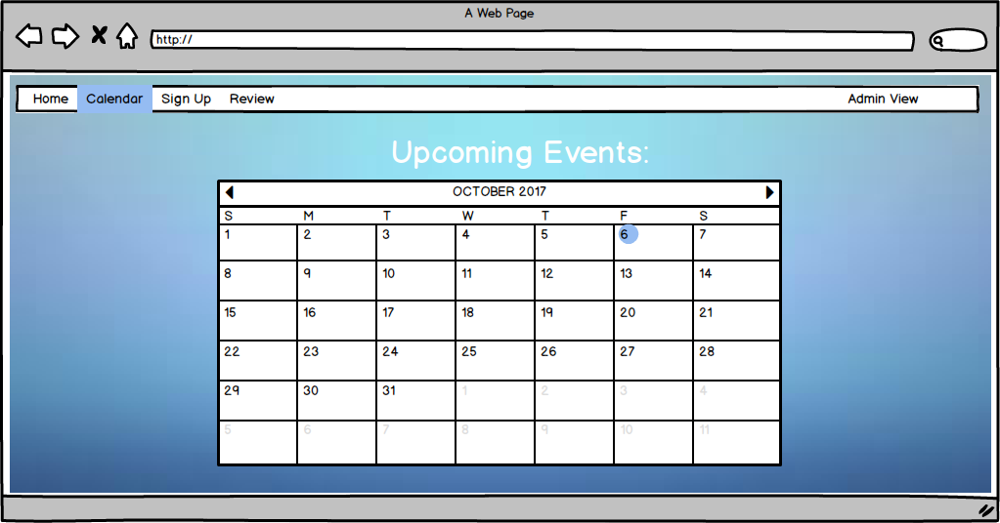 A Web Page
http://
Home Calendar Sign Up Review Admin View
Upcoming Events:
OCTOBER 2017
S M T W T F S
1 2 3 4 5 6 7
8 9 10 11 12 13 14
15 16 17 18 19 20 21
22 23 24 25 26 27 28
29 30 31 1 2 3 4
5 6 7 8 9 10 11